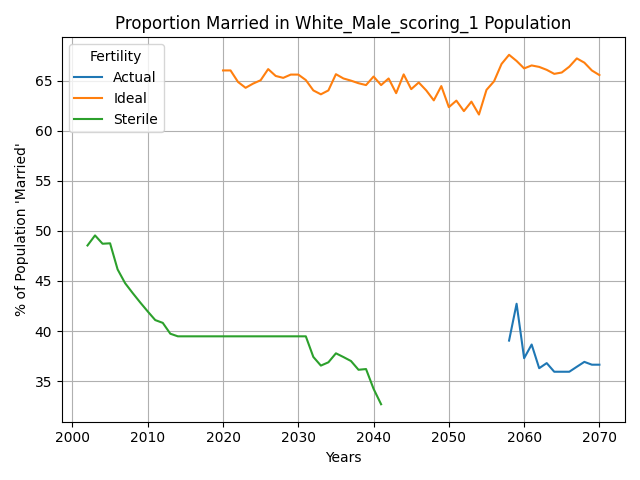 Proportion Married in White_Male_scoring_1 Population
Fertility
Actual
Ideal
Sterile
% of Population 'Married'
65
60
55
50
45
40
35
2000 2010 2020 2030 2040 2050 2060 2070
Years